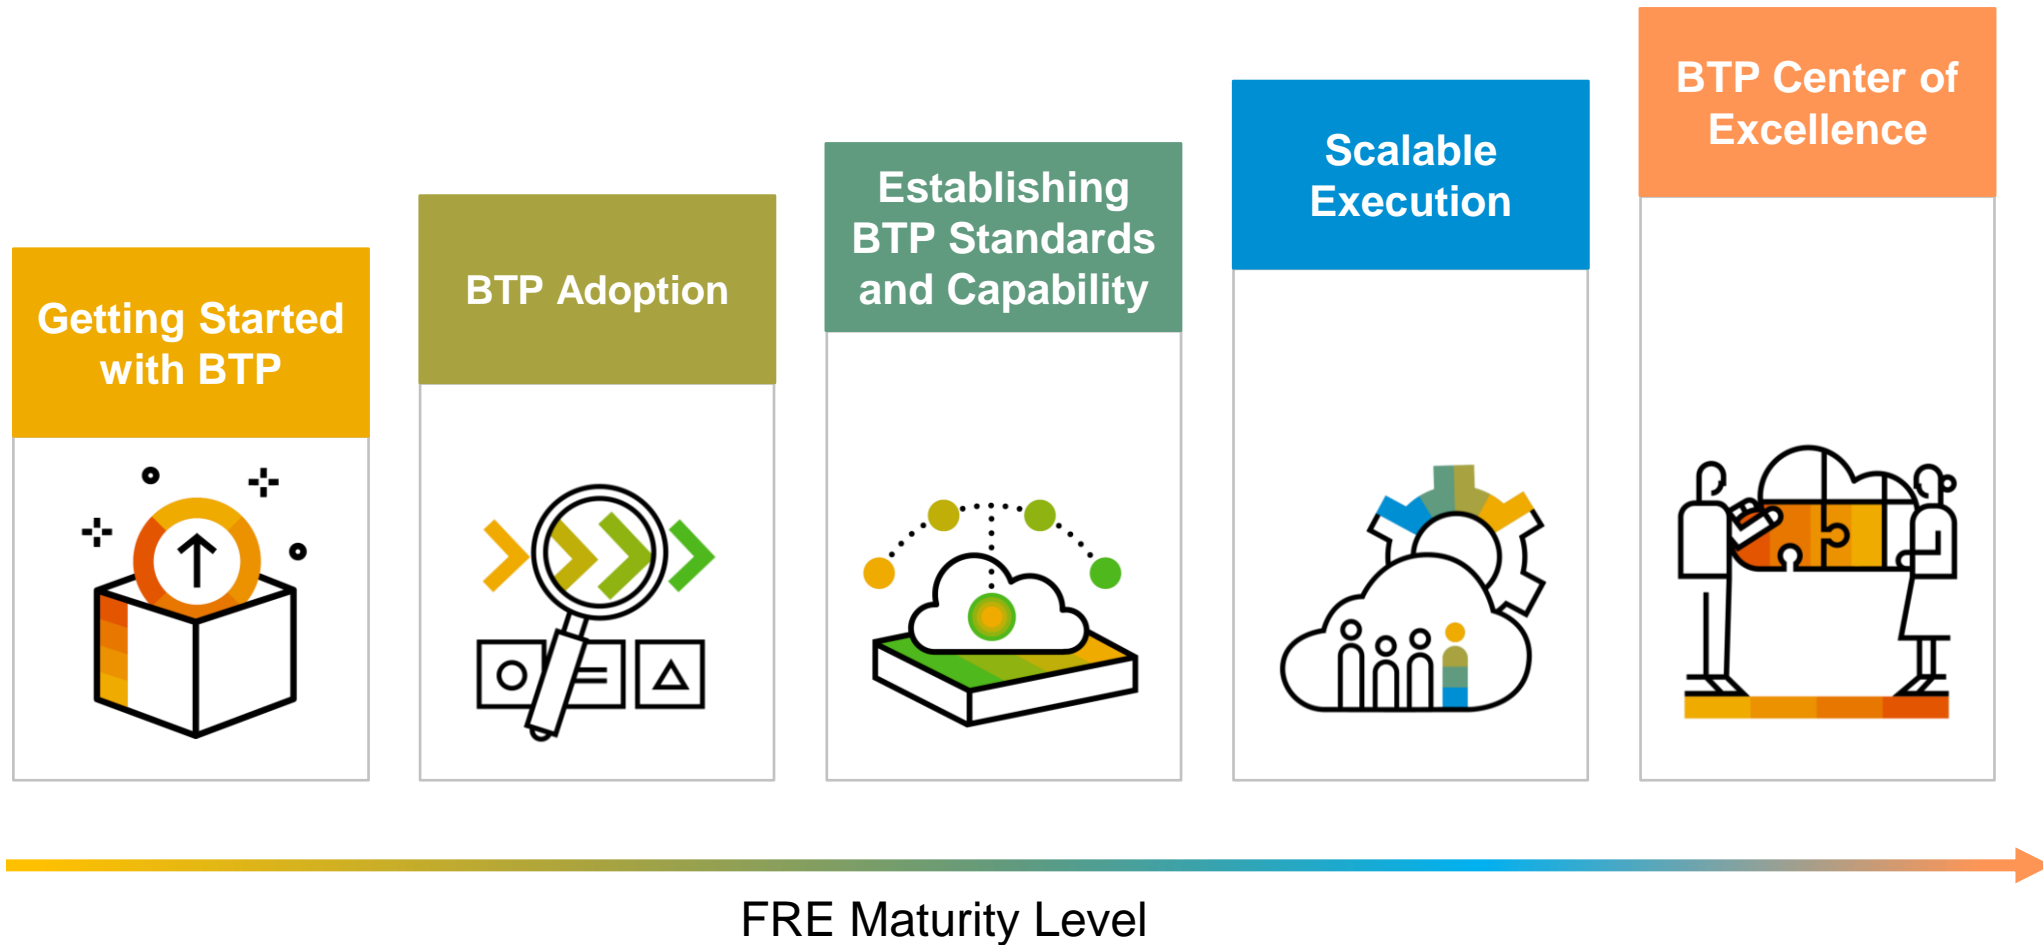 Getting Started
with BTP
BTP Adoption
Establishing
BTP Standards
and Capability
Scalable
Execution
BTP Center of
Excellence
FRE Maturity Level